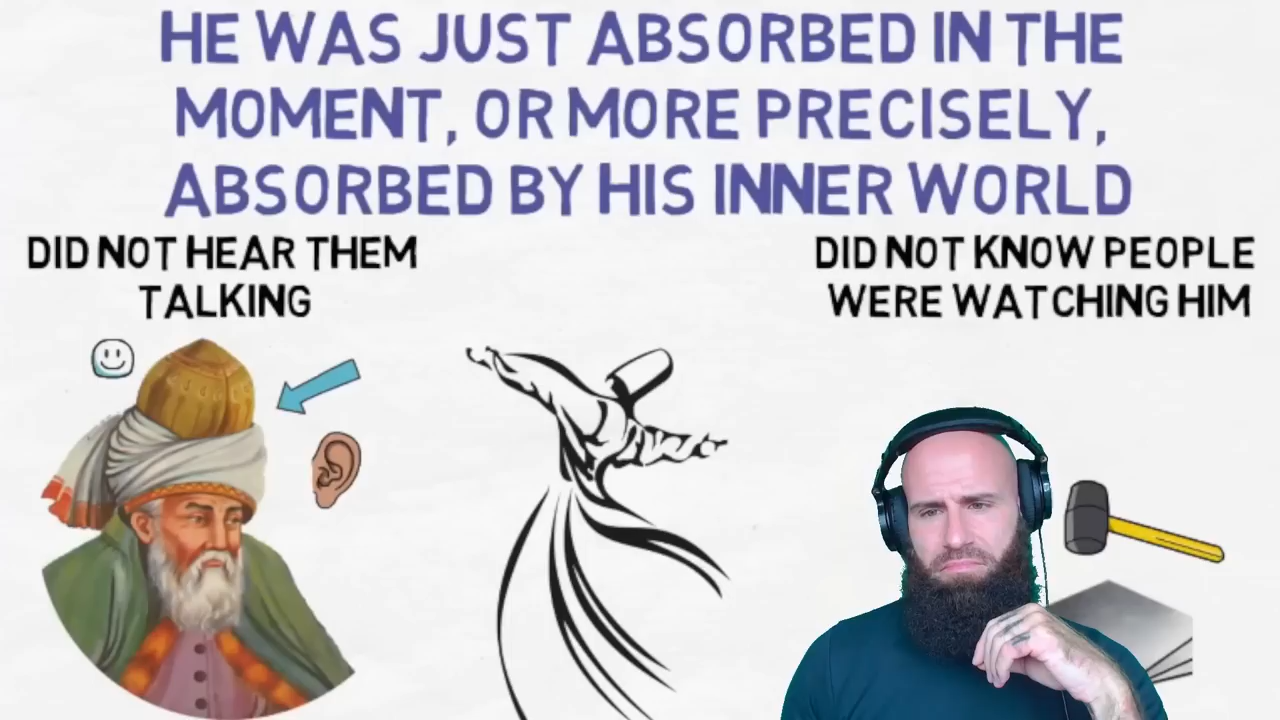 HE WAS JUST ABSORBED IN THE
MOMENT, OR MORE PRECISELY,
ABSORBED BY HIS INNER WORLD
DID NOT HEAR THEM
TALKING
DID NOT KNOW PEOPLE
WERE WATCHING HIM